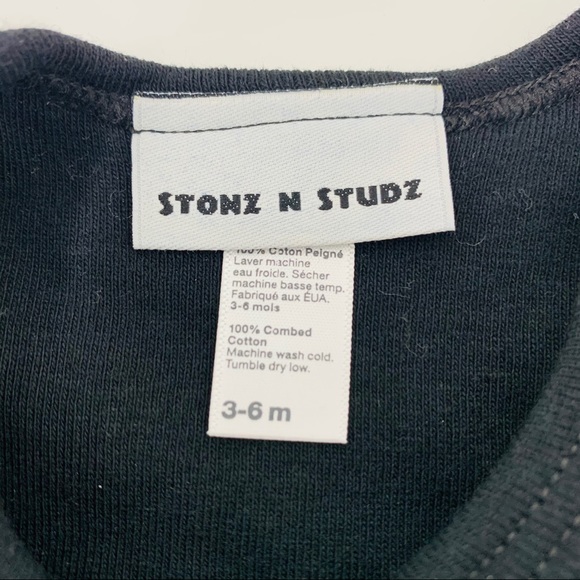 STONZ N STUDZ
100% Coton Peigné
Laver machine
eau froide. Sécher
machine basse temp.
Fabriqué aux ÉUA.
3-6 mois
100% Combed
Cotton
Machine wash cold.
Tumble dry low.
3-6 m